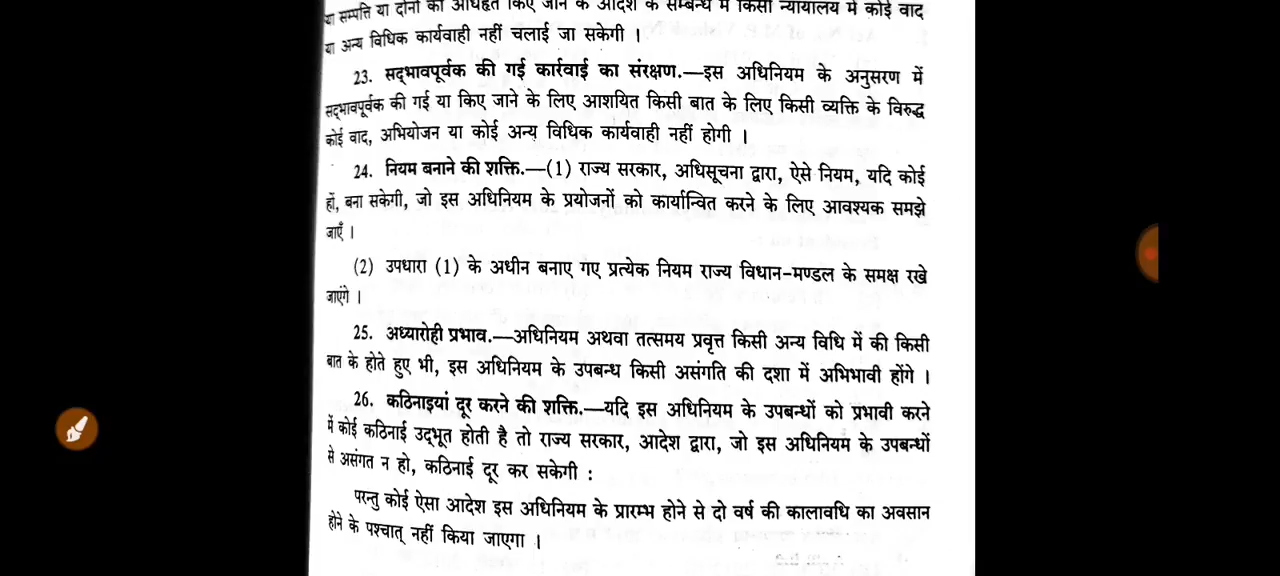 या सम्पत्ति या दोनों को अधिहृत किए जाने के आदेश के सम्बन्ध में किसी न्यायालय में कोई वाद
या अन्य विधिक कार्यवाही नहीं चलाई जा सकेगी ।
23. सद्‌भावपूर्वक की गई कार्रवाई का संरक्षण.—इस अधिनियम के अनुसरण में
सद्‌भावपूर्वक की गई या किए जाने के लिए आशयित किसी बात के लिए किसी व्यक्ति के विरुद्ध
कोई वाद, अभियोजन या कोई अन्य विधिक कार्यवाही नहीं होगी ।
24. नियम बनाने की शक्ति.—(1) राज्य सरकार, अधिसूचना द्वारा, ऐसे नियम, यदि कोई
हों, बना सकेगी, जो इस अधिनियम के प्रयोजनों को कार्यान्वित करने के लिए आवश्यक समझे
जाएँ ।
(2) उपधारा (1) के अधीन बनाए गए प्रत्येक नियम राज्य विधान-मण्डल के समक्ष रखे
जाएंगे ।
25. अध्यारोही प्रभाव.—अधिनियम अथवा तत्समय प्रवृत्त किसी अन्य विधि में की किसी
बात के होते हुए भी, इस अधिनियम के उपबन्ध किसी असंगति की दशा में अभिभावी होंगे ।
26. कठिनाइयां दूर करने की शक्ति.—यदि इस अधिनियम के उपबन्धों को प्रभावी करने
में कोई कठिनाई उद्‌भूत होती है तो राज्य सरकार, आदेश द्वारा, जो इस अधिनियम के उपबन्धों
से असंगत न हो, कठिनाई दूर कर सकेगी :
परन्तु कोई ऐसा आदेश इस अधिनियम के प्रारम्भ होने से दो वर्ष की कालावधि का अवसान
होने के पश्चात् नहीं किया जाएगा ।